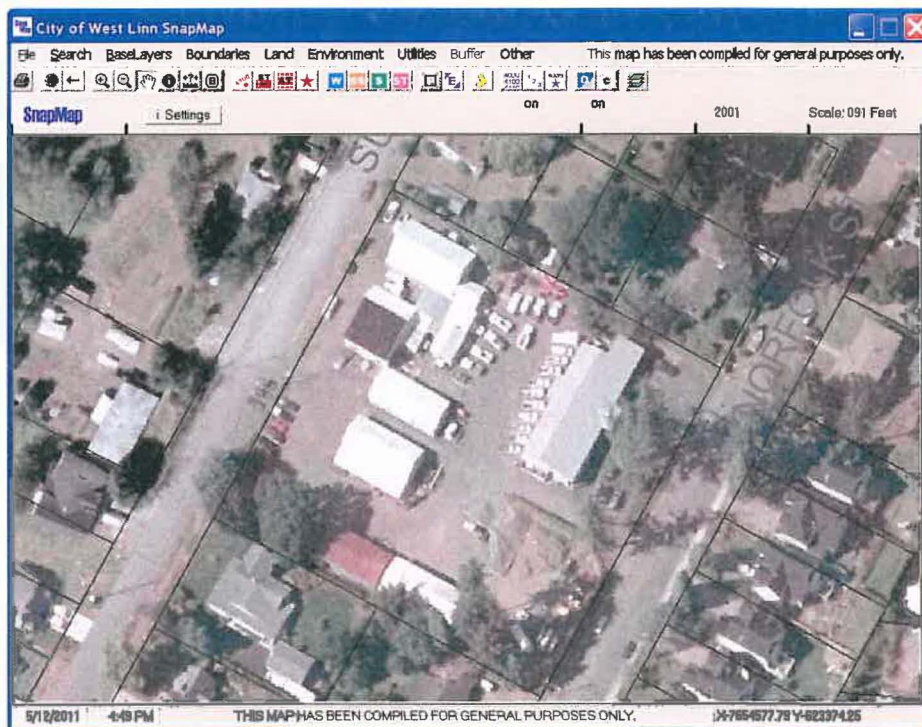 City of West Linn SnapMap
File Search BaseLayers Boundaries Land Environment Utilities Buffer Other This map has been compiled for general purposes only.
on on
SnapMap i Settings 2001 Scale: 091 Feet
SU
NORFOLK S
5/12/2011 4:49 PM THIS MAP HAS BEEN COMPILED FOR GENERAL PURPOSES ONLY. X-7654577.79 Y-623374.25